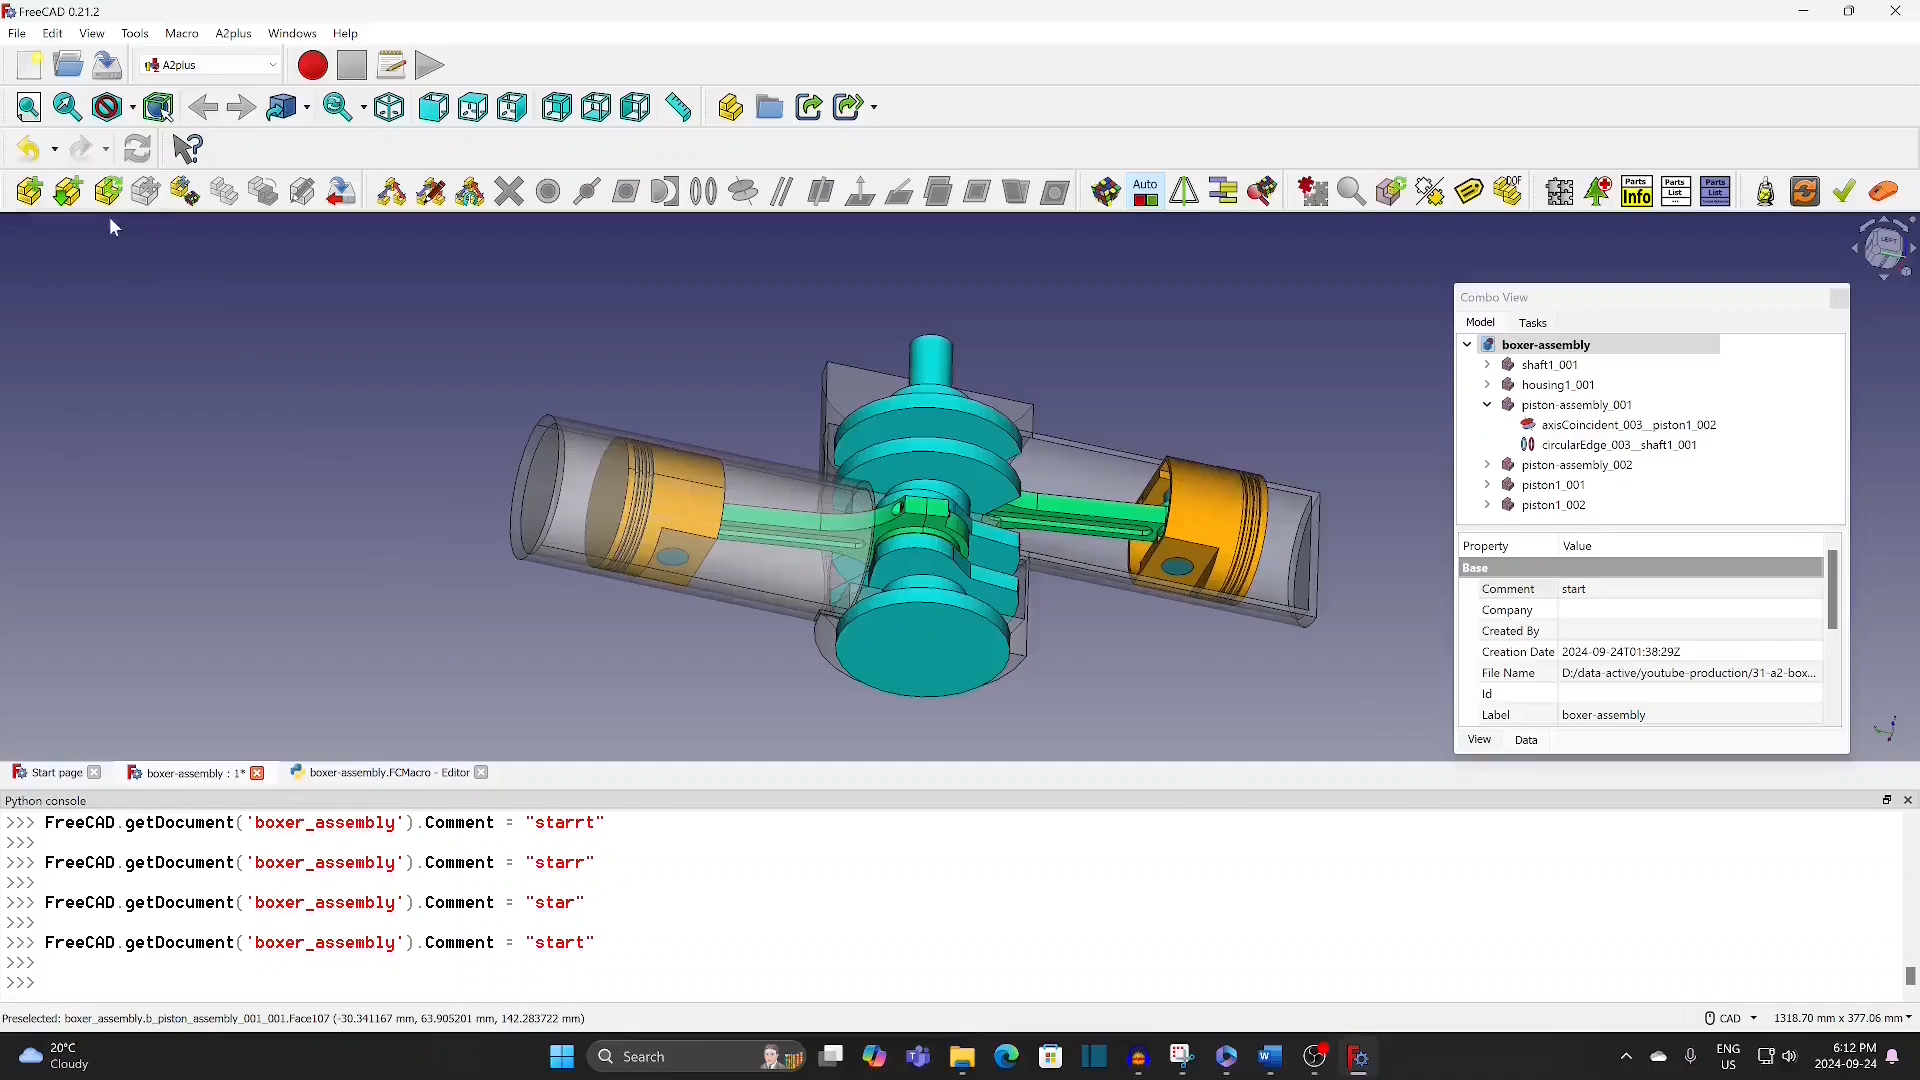 FreeCAD 0.21.2
File Edit View Tools Macro A2plus Windows Help
A2plus
Auto
DOF
Parts Info
Parts List
Parts List
LEFT
Combo View
Model Tasks
boxer-assembly
shaft1_001
housing1_001
piston-assembly_001
axisCoincident_003__piston1_002
circularEdge_003__shaft1_001
piston-assembly_002
piston1_001
piston1_002
Property Value
Base
Comment start
Company
Created By
Creation Date 2024-09-24T01:38:29Z
File Name D:/data-active/youtube-production/31-a2-box...
Id
Label boxer-assembly
View Data
Start page boxer-assembly : 1* boxer-assembly.FCMacro - Editor
Python console
>>> FreeCAD.getDocument('boxer_assembly').Comment = "starrt"
>>>
>>> FreeCAD.getDocument('boxer_assembly').Comment = "starr"
>>>
>>> FreeCAD.getDocument('boxer_assembly').Comment = "star"
>>>
>>> FreeCAD.getDocument('boxer_assembly').Comment = "start"
>>>
>>>
Preselected: boxer_assembly.b_piston_assembly_001_001.Face107 (-30.341167 mm, 63.905201 mm, 142.283722 mm)
CAD 1318.70 mm x 377.06 mm
20°C
Cloudy
Search
ENG
US
6:12 PM
2024-09-24